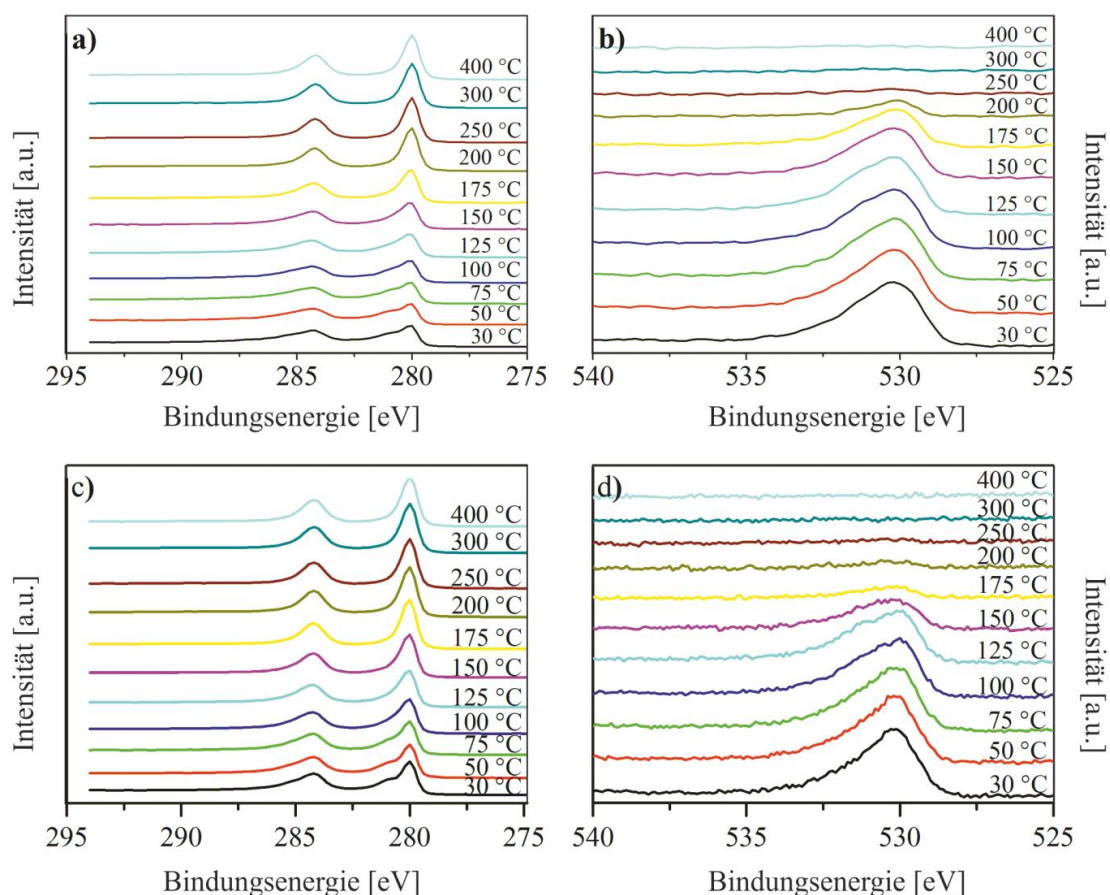 a)
400 °C
300 °C
250 °C
200 °C
175 °C
150 °C
125 °C
100 °C
75 °C
50 °C
30 °C
295 290 285 280 275
Bindungsenergie [eV]
Intensität [a.u.]
b)
400 °C
300 °C
250 °C
200 °C
175 °C
150 °C
125 °C
100 °C
75 °C
50 °C
30 °C
540 535 530 525
Bindungsenergie [eV]
Intensität [a.u.]
c)
400 °C
300 °C
250 °C
200 °C
175 °C
150 °C
125 °C
100 °C
75 °C
50 °C
30 °C
295 290 285 280 275
Bindungsenergie [eV]
Intensität [a.u.]
d)
400 °C
300 °C
250 °C
200 °C
175 °C
150 °C
125 °C
100 °C
75 °C
50 °C
30 °C
540 535 530 525
Bindungsenergie [eV]
Intensität [a.u.]